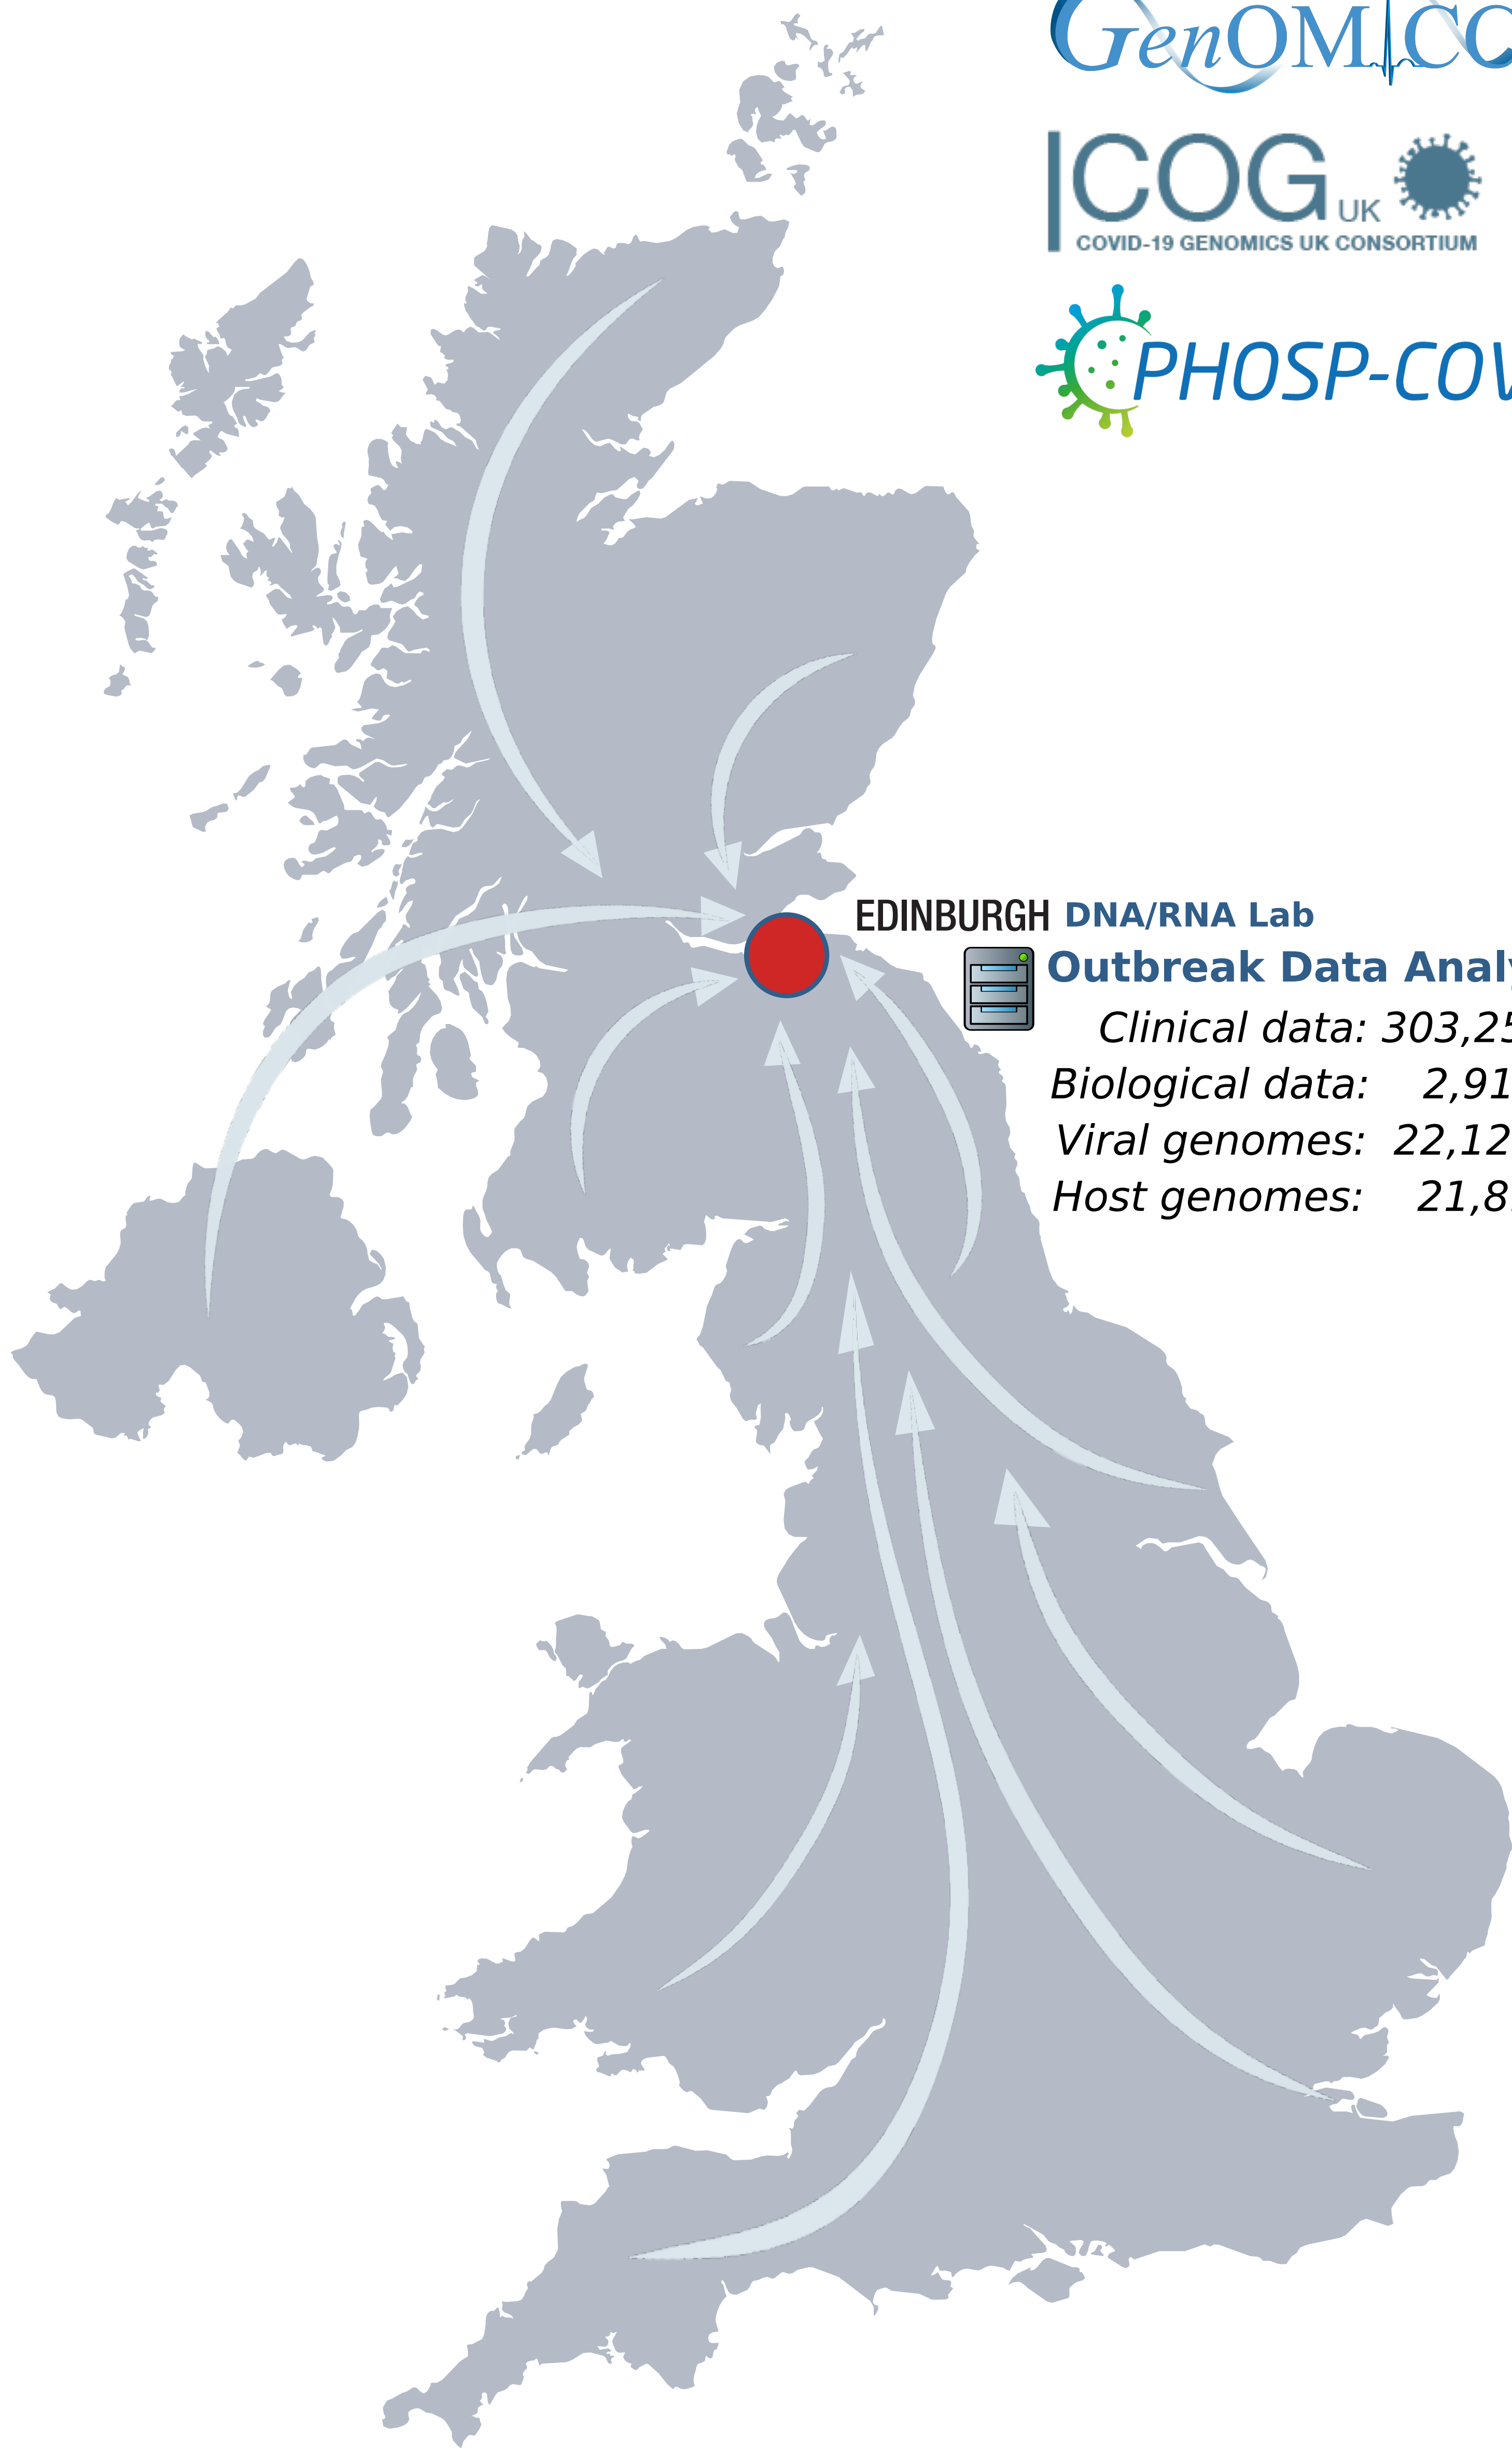 GenOMICC
COG UK
COVID-19 GENOMICS UK CONSORTIUM
PHOSP-COV
EDINBURGH DNA/RNA Lab
Outbreak Data Analy
Clinical data: 303,25
Biological data: 2,91
Viral genomes: 22,12
Host genomes: 21,8